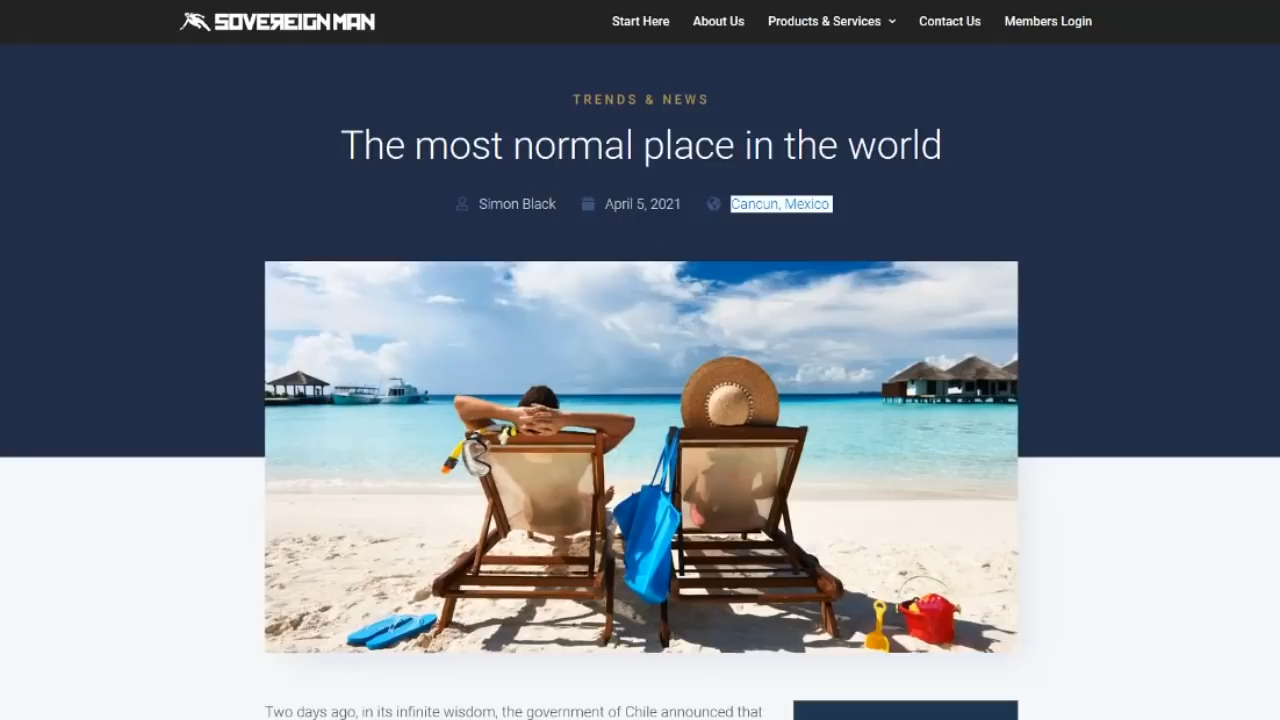 SOVEREIGN MAN
Start Here About Us Products & Services Contact Us Members Login
TRENDS & NEWS
The most normal place in the world
Simon Black April 5, 2021 Cancun, Mexico
Two days ago, in its infinite wisdom, the government of Chile announced that